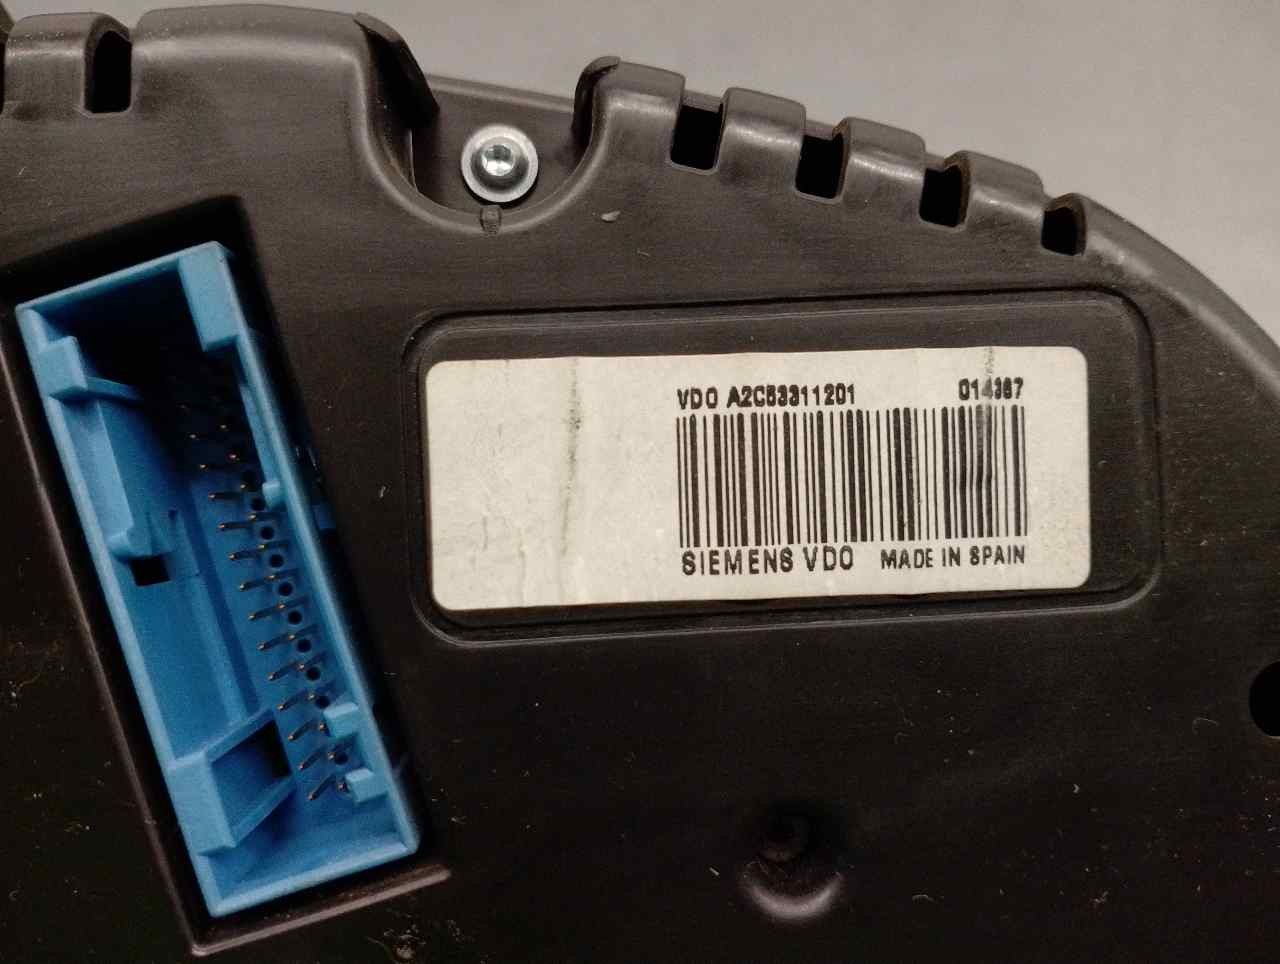 VDO A2C53311201 014367
SIEMENS VDO MADE IN SPAIN